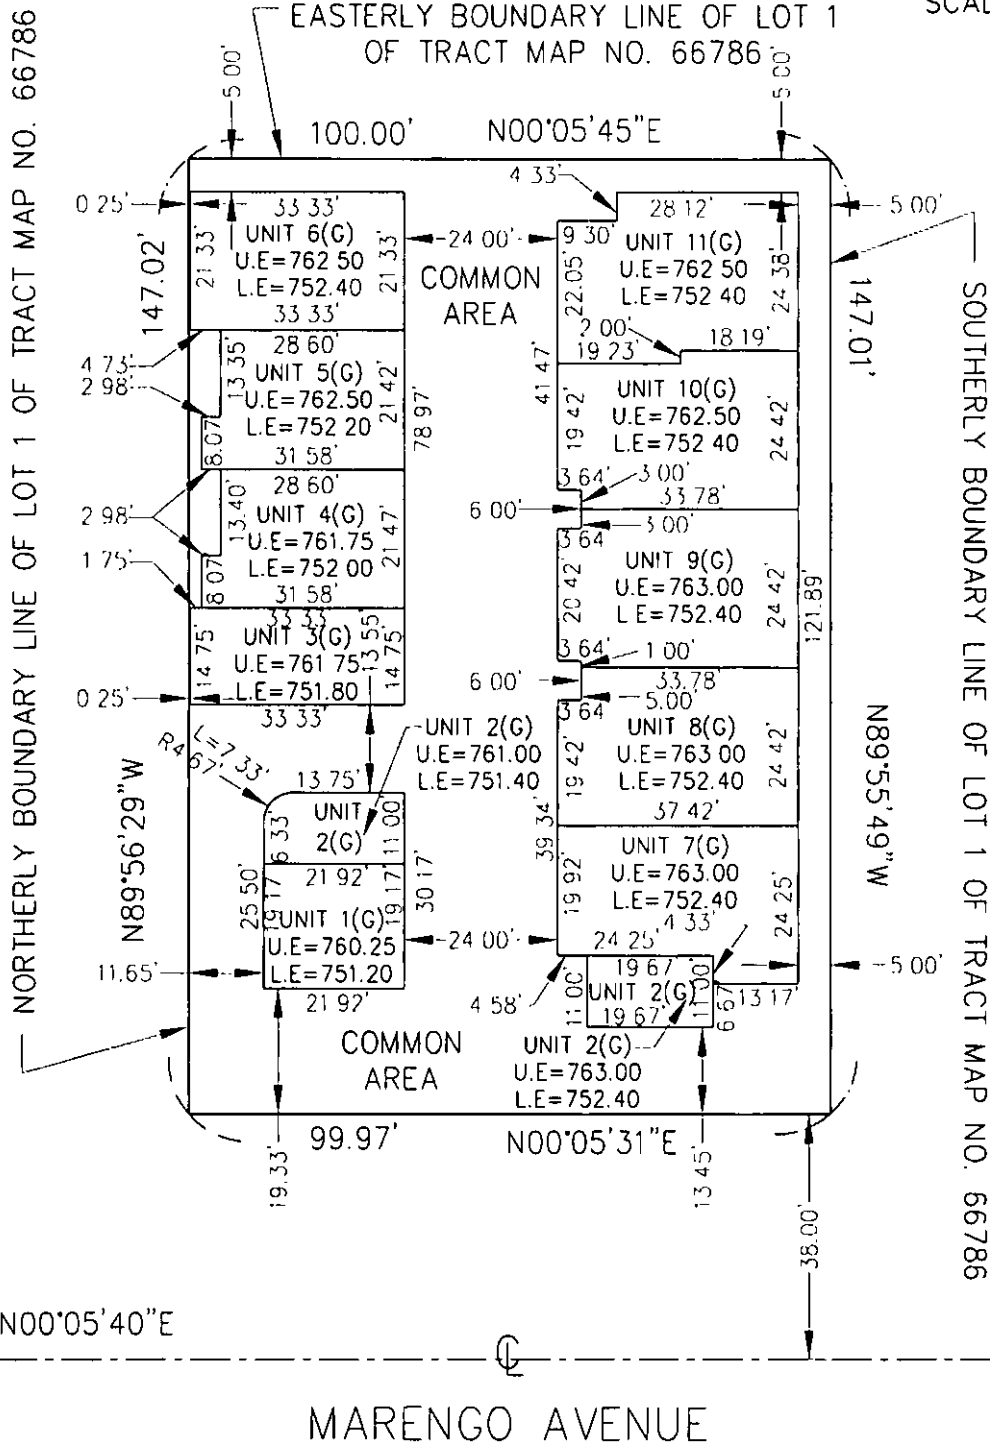 EASTERLY BOUNDARY LINE OF LOT 1
OF TRACT MAP NO. 66786
SCAL
5 00'
5 00'
100.00'
N00°05'45"E
NORTHERLY BOUNDARY LINE OF LOT 1 OF TRACT MAP NO. 66786
147.02'
N89°56'29"W
0.25'
33 33'
UNIT 6(G)
U.E=762 50
L.E=752.40
33 33'
21 33'
21 33'
24 00'
COMMON
AREA
4 33'
28 12'
9 30'
UNIT 11(G)
U.E=762 50
L.E=752 40
22.05'
24 38'
5 00'
2 00'
19 23'
18 19'
147.01'
4 73'
2 98'
28 60'
UNIT 5(G)
U.E=762.50
L.E=752 20
31 58'
13 35'
8.07'
21 42'
78 97'
41 47'
UNIT 10(G)
U.E=762.50
L.E=752 40
19 42'
24 42'
3 64'
3 00'
33.78'
6 00'
3 00'
3 64
2 98'
1 75'
28 60'
UNIT 4(G)
U.E=761.75
L.E=752 00
31 58'
13.40'
8 07'
21 47'
UNIT 9(G)
U.E=763.00
L E=752.40
20 42'
24 42'
121.89'
33 33'
UNIT 3(G)
U.E=761 75
L.E=751.80
33 33'
14 75'
13 55'
14 75'
0.25'
3 64'
1 00'
33.78'
6 00'
5.00'
3 64
UNIT 8(G)
U.E=763 00
L.E=752.40
37 42'
19 42'
24 42'
L=7 33'
R4 67'
13 75'
UNIT
2(G)
6 33'
11 00'
UNIT 2(G)
U.E=761.00
L.E=751.40
21 92'
UNIT 1(G)
U.E=760.25
L.E=751.20
21 92'
25 50'
19 17'
19 17'
30 17'
11.65'
24 00'
39 34'
UNIT 7(G)
U.E=763.00
L.E=752.40
19 92'
24 25'
4 33'
24 25'
4 58'
19 67'
UNIT 2(G)
19 67'
11 00'
11 00'
6 67'
13 17'
5 00'
UNIT 2(G)
U.E=763.00
L.E=752.40
COMMON
AREA
N89°55'49"W
SOUTHERLY BOUNDARY LINE OF LOT 1 OF TRACT MAP NO. 66786
99.97'
N00°05'31"E
19.33'
13 45'
38.00'
N00°05'40"E
MARENGO AVENUE